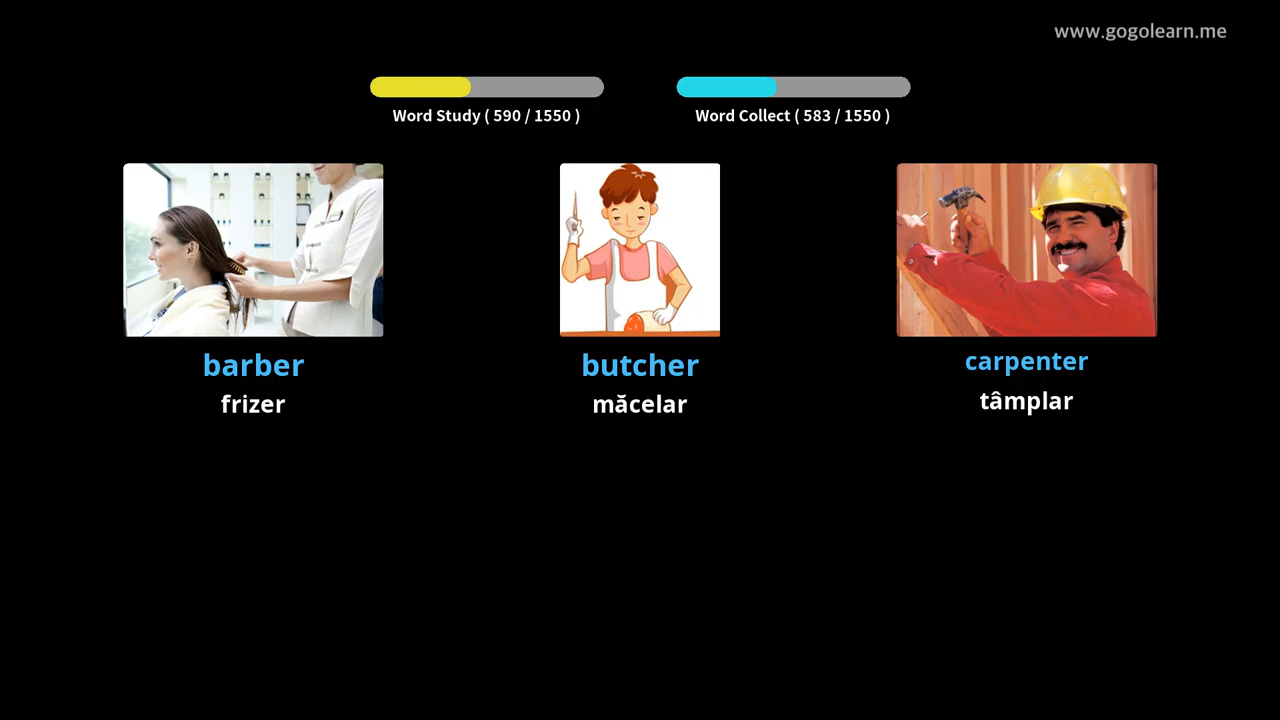 www.gogolearn.me
Word Study ( 590 / 1550 )
Word Collect ( 583 / 1550 )
barber
frizer
butcher
măcelar
carpenter
tâmplar